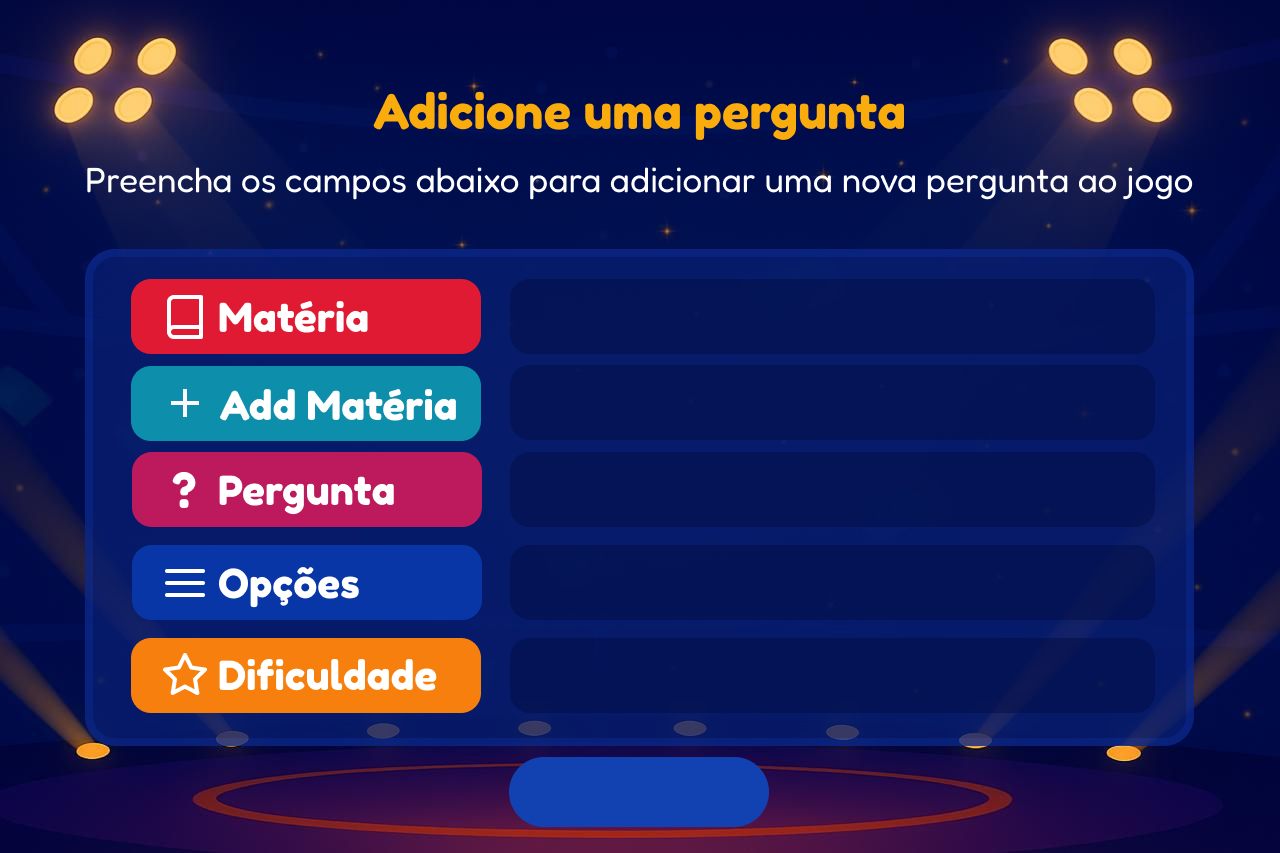 Adicione uma pergunta
Preencha os campos abaixo para adicionar uma nova pergunta ao jogo
Matéria
+ Add Matéria
? Pergunta
Opções
Dificuldade